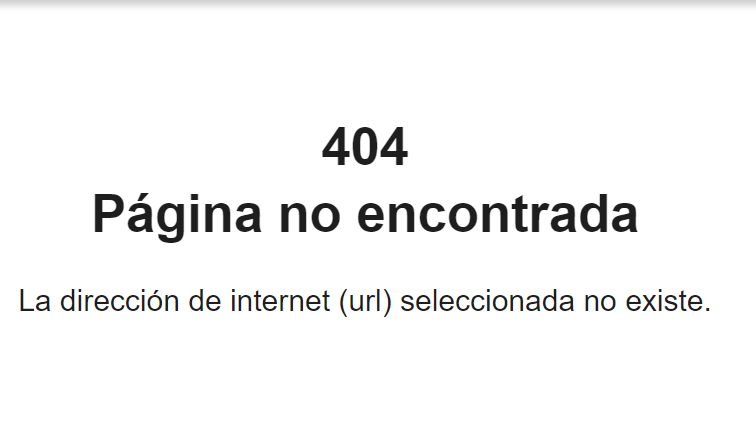 404
Página no encontrada
La dirección de internet (url) seleccionada no existe.